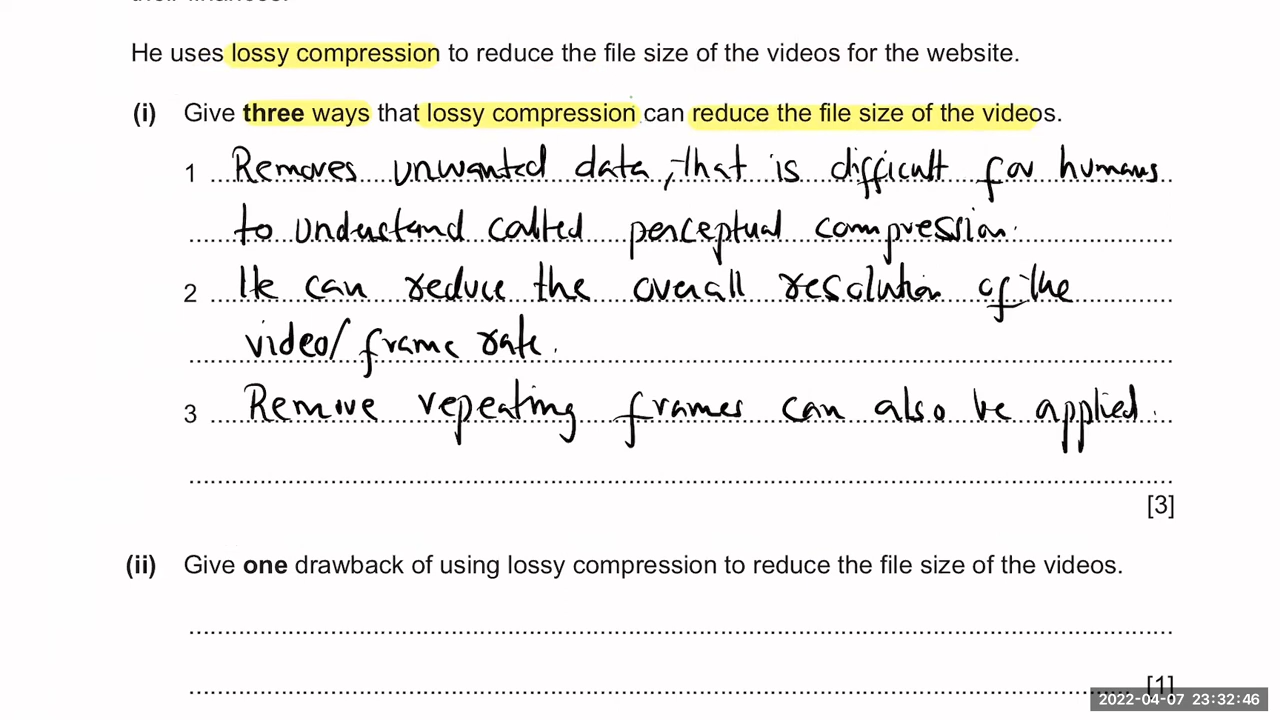 He uses lossy compression to reduce the file size of the videos for the website.
(i) Give three ways that lossy compression can reduce the file size of the videos.
1 Removes unwanted data, that is difficult for humans
to understand called perceptual compression.
2 He can reduce the overall resolution of the
video/ frame rate.
3 Remove repeating frames can also be applied.
[3]
(ii) Give one drawback of using lossy compression to reduce the file size of the videos.
[1]
2022-04-07 23:32:46